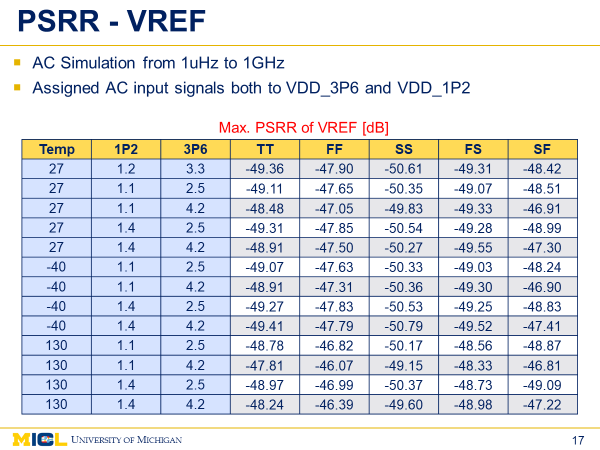 PSRR - VREF
AC Simulation from 1uHz to 1GHz
Assigned AC input signals both to VDD_3P6 and VDD_1P2
Max. PSRR of VREF [dB]
Temp 1P2 3P6 TT FF SS FS SF
27 1.2 3.3 -49.36 -47.90 -50.61 -49.31 -48.42
27 1.1 2.5 -49.11 -47.65 -50.35 -49.07 -48.51
27 1.1 4.2 -48.48 -47.05 -49.83 -49.33 -46.91
27 1.4 2.5 -49.31 -47.85 -50.54 -49.28 -48.99
27 1.4 4.2 -48.91 -47.50 -50.27 -49.55 -47.30
-40 1.1 2.5 -49.07 -47.63 -50.33 -49.03 -48.24
-40 1.1 4.2 -48.91 -47.31 -50.36 -49.30 -46.90
-40 1.4 2.5 -49.27 -47.83 -50.53 -49.25 -48.83
-40 1.4 4.2 -49.41 -47.79 -50.79 -49.52 -47.41
130 1.1 2.5 -48.78 -46.82 -50.17 -48.56 -48.87
130 1.1 4.2 -47.81 -46.07 -49.15 -48.33 -46.81
130 1.4 2.5 -48.97 -46.99 -50.37 -48.73 -49.09
130 1.4 4.2 -48.24 -46.39 -49.60 -48.98 -47.22
MICL UNIVERSITY OF MICHIGAN 17